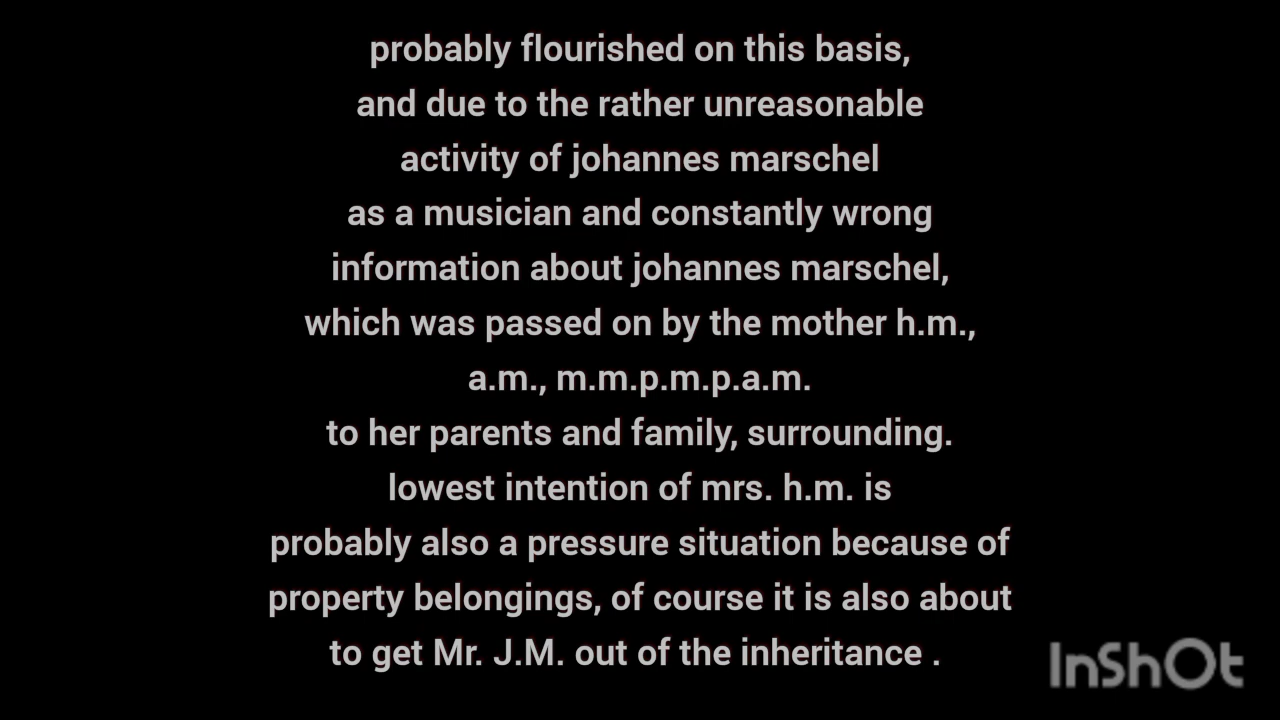 probably flourished on this basis,
and due to the rather unreasonable
activity of johannes marschel
as a musician and constantly wrong
information about johannes marschel,
which was passed on by the mother h.m.,
a.m., m.m.p.m.p.a.m.
to her parents and family, surrounding.
lowest intention of mrs. h.m. is
probably also a pressure situation because of
property belongings, of course it is also about
to get Mr. J.M. out of the inheritance .
InShOt